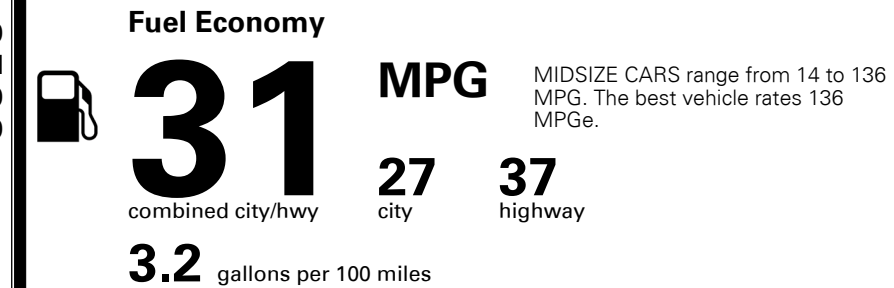 Fuel Economy
31 MPG
MIDSIZE CARS range from 14 to 136
MPG. The best vehicle rates 136
MPGe.
27 37
combined city/hwy city highway
3.2 gallons per 100 miles